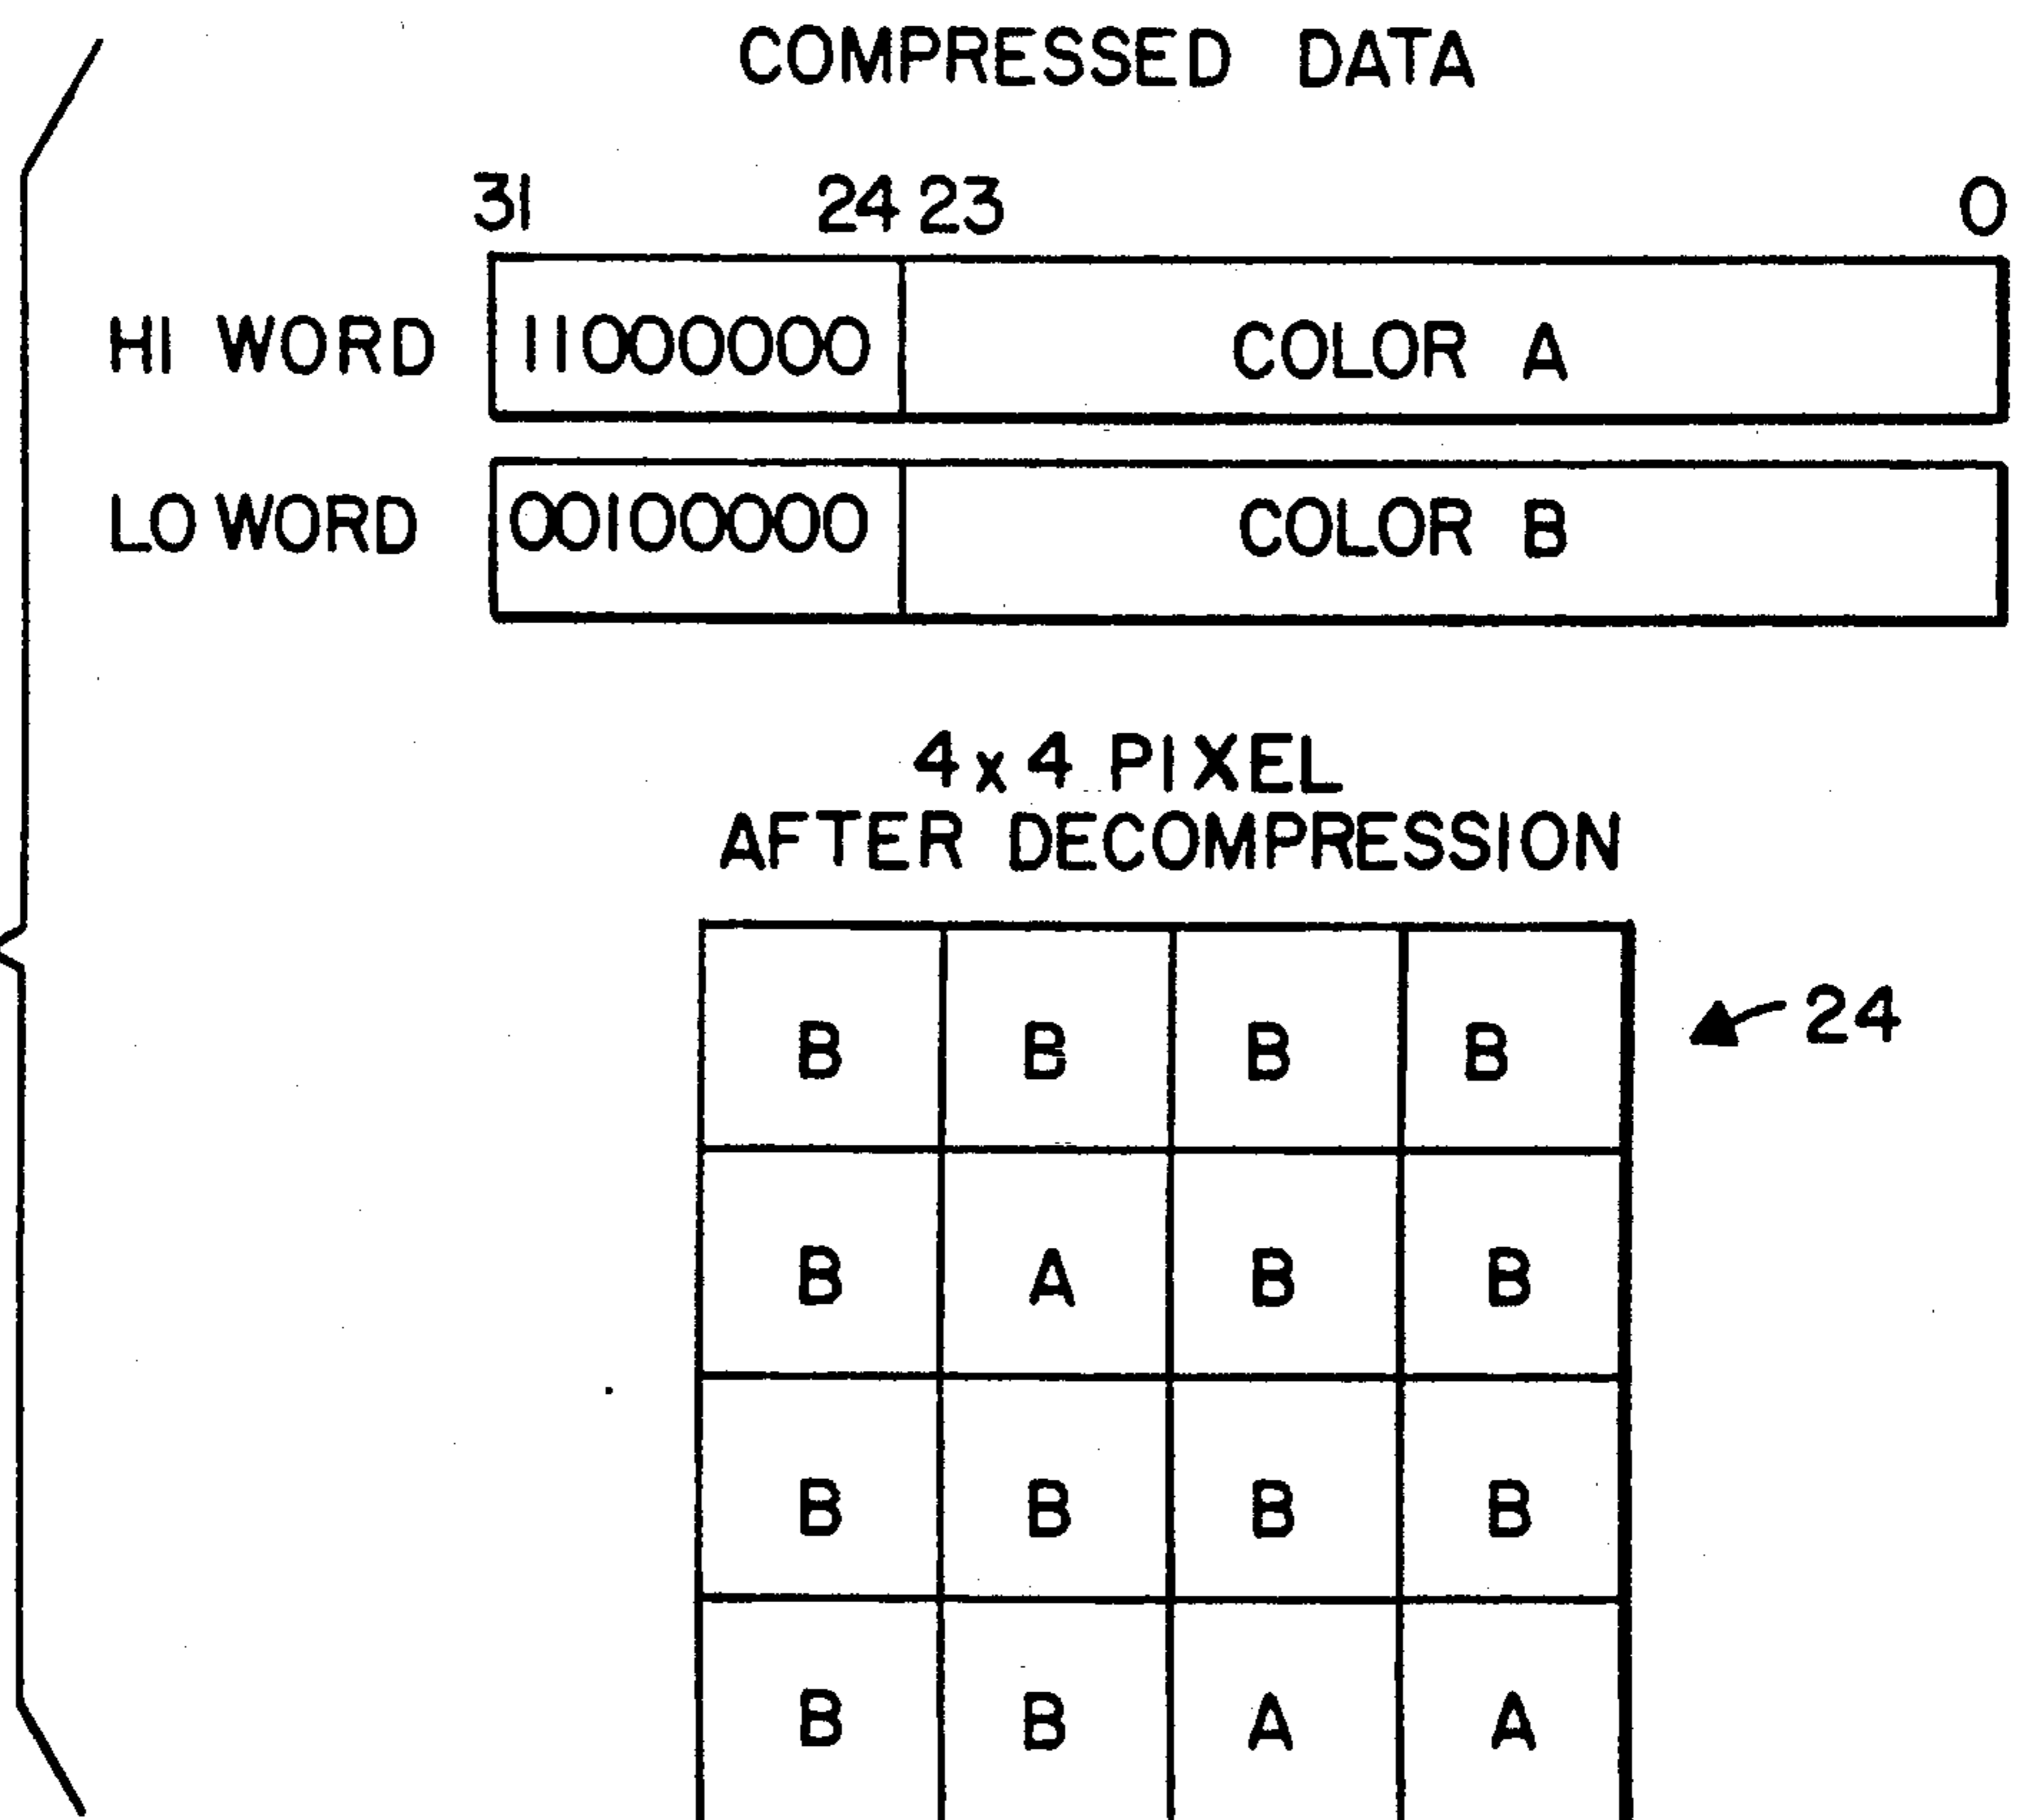 COMPRESSED DATA
31 24 23 0
HI WORD 11000000 COLOR A
LO WORD 00100000 COLOR B
4x4 PIXEL
AFTER DECOMPRESSION
B B B B
24
B A B B
B B B B
B B A A